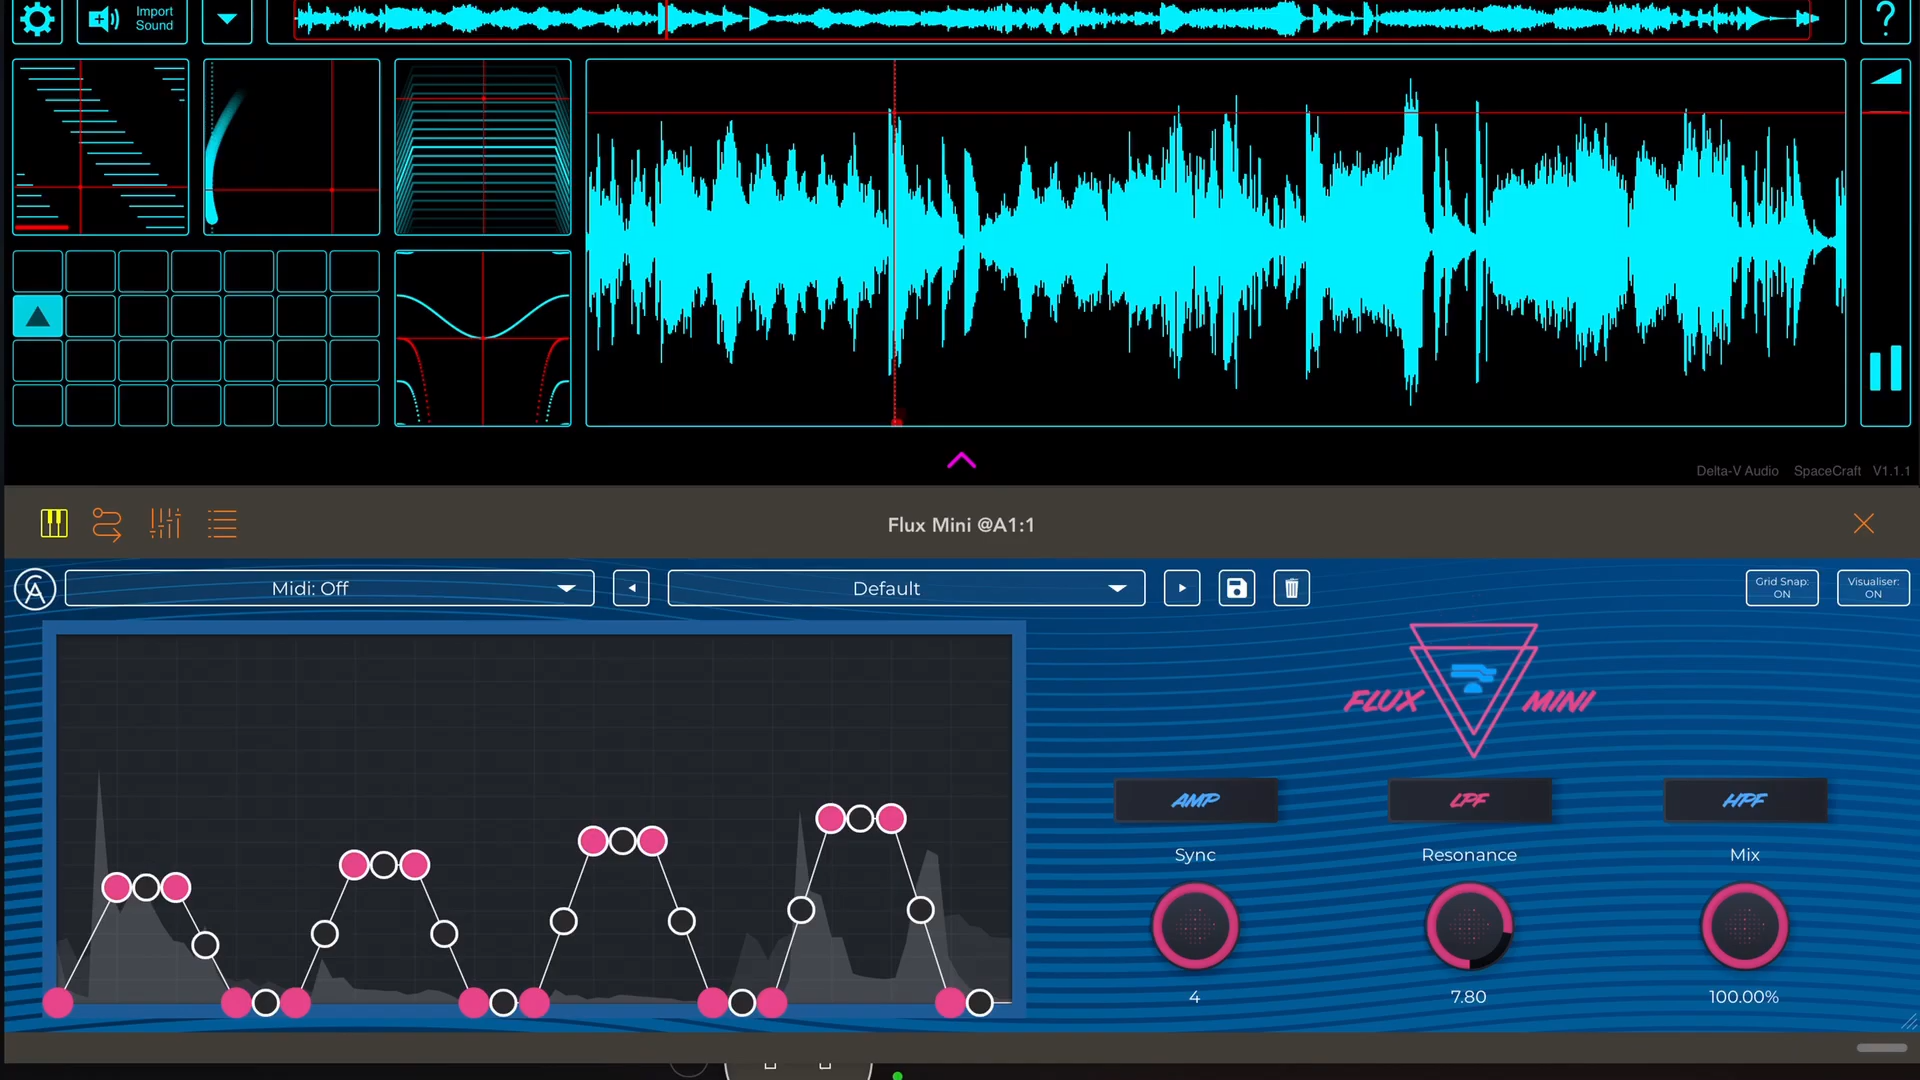 Import
Sound
?
Delta-V Audio SpaceCraft V1.1.1
Flux Mini @A1:1
Midi: Off
Default
Grid Snap:
ON
Visualiser:
ON
FLUX MINI
AMP
LPF
HPF
Sync
Resonance
Mix
4
7.80
100.00%